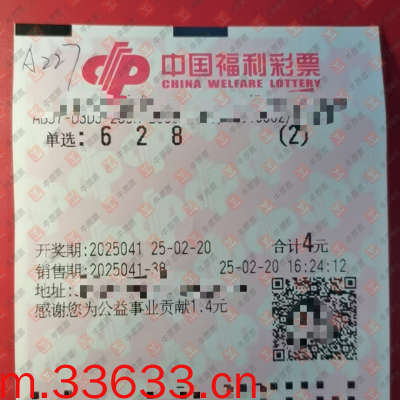 A227
中国福利彩票
CHINA WELFARE LOTTERY
单选: 6 2 8 (2)
开奖期:2025041 25-02-20 合计4元
销售期:2025041-38 25-02-20 16:24:12
地址:
感谢您为公益事业贡献1.4元
m.33633.cn